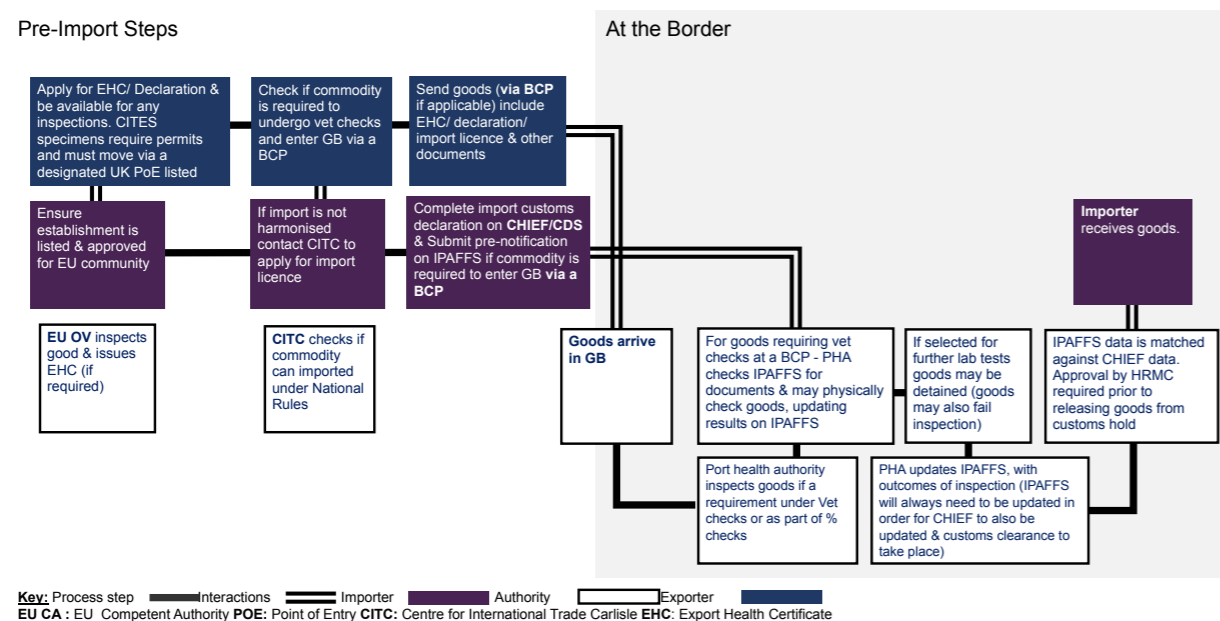 Pre-Import Steps
At the Border
Apply for EHC/ Declaration &
be available for any
inspections. CITES
specimens require permits
and must move via a
designated UK PoE listed
Check if commodity
is required to
undergo vet checks
and enter GB via a
BCP
Send goods (via BCP
if applicable) include
EHC/ declaration/
import licence & other
documents
Ensure
establishment is
listed & approved
for EU community
If import is not
harmonised
contact CITC to
apply for import
licence
Complete import customs
declaration on CHIEF/CDS
& Submit pre-notification
on IPAFFS if commodity is
required to enter GB via a
BCP
Importer
receives goods.
EU OV inspects
good & issues
EHC (if
required)
CITC checks if
commodity
can imported
under National
Rules
Goods arrive
in GB
For goods requiring vet
checks at a BCP - PHA
checks IPAFFS for
documents & may physically
check goods, updating
results on IPAFFS
If selected for
further lab tests
goods may be
detained (goods
may also fail
inspection)
IPAFFS data is matched
against CHIEF data.
Approval by HRMC
required prior to
releasing goods from
customs hold
Port health authority
inspects goods if a
requirement under Vet
checks or as part of %
checks
PHA updates IPAFFS, with
outcomes of inspection (IPAFFS
will always need to be updated in
order for CHIEF to also be
updated & customs clearance to
take place)
Key: Process step Interactions Importer Authority Exporter
EU CA : EU Competent Authority POE: Point of Entry CITC: Centre for International Trade Carlisle EHC: Export Health Certificate